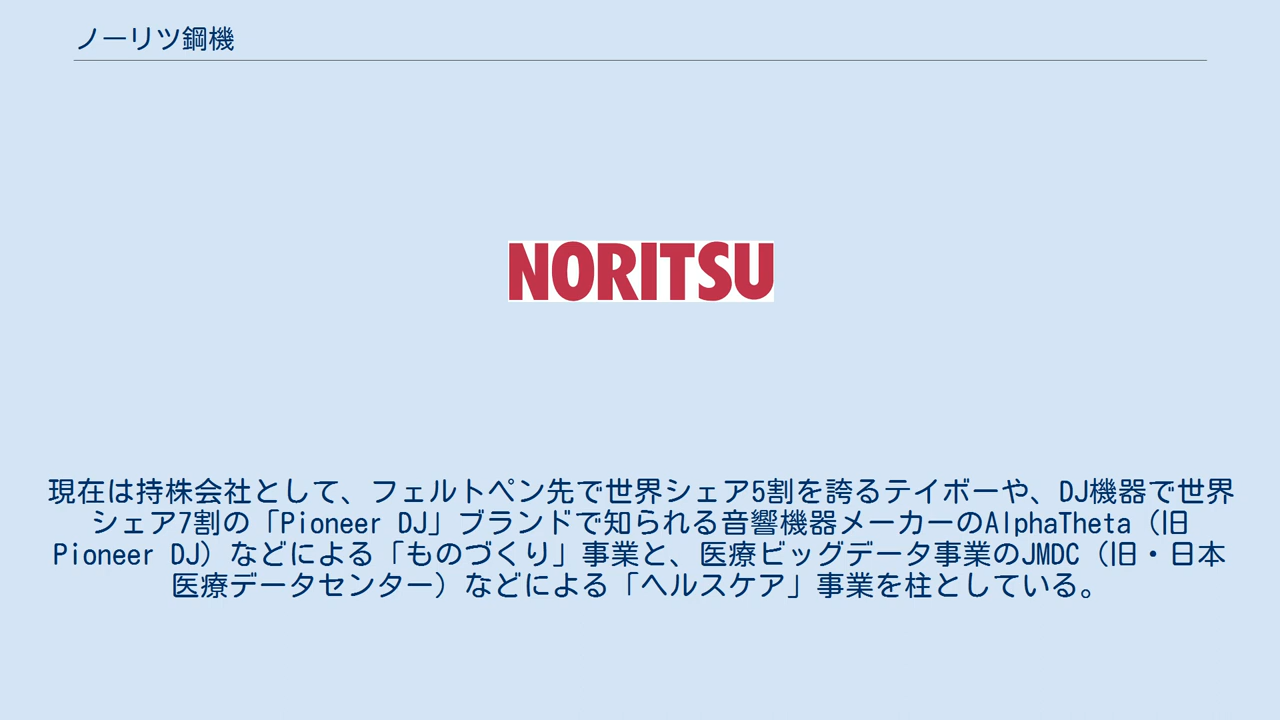 ノーリツ鋼機
NORITSU
現在は持株会社として、フェルトペン先で世界シェア5割を誇るテイボーや、DJ機器で世界
シェア7割の「Pioneer DJ」ブランドで知られる音響機器メーカーのAlphaTheta（旧
Pioneer DJ）などによる「ものづくり」事業と、医療ビッグデータ事業のJMDC（旧・日本
医療データセンター）などによる「ヘルスケア」事業を柱としている。